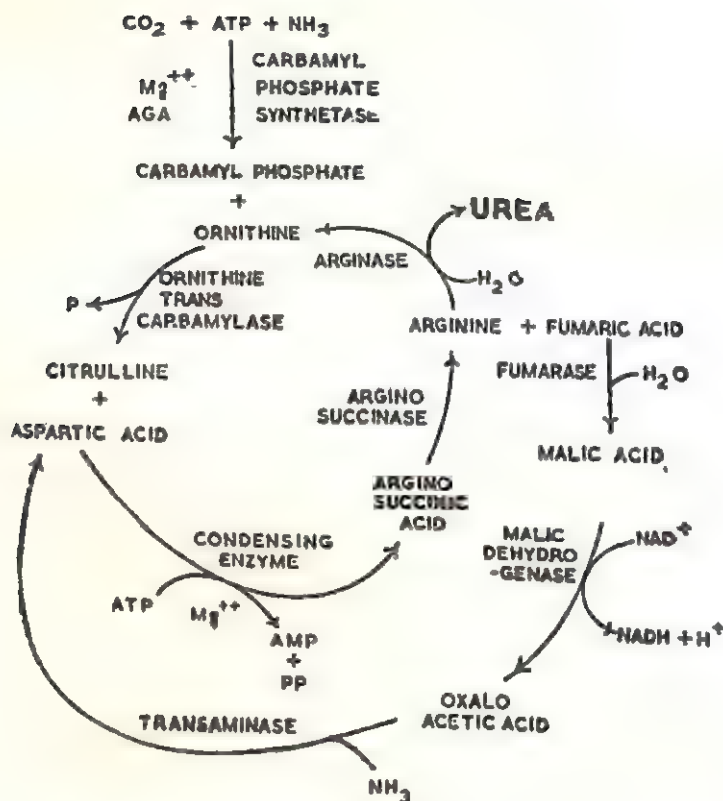 CO2 + ATP + NH3
Mg++
AGA
CARBAMYL
PHOSPHATE
SYNTHETASE
CARBAMYL PHOSPHATE
+
ORNITHINE
ARGINASE
UREA
H2O
P
ORNITHINE
TRANS
CARBAMYLASE
ARGININE + FUMARIC ACID
CITRULLINE
+
ASPARTIC ACID
ARGINO
SUCCINASE
FUMARASE
H2O
MALIC ACID
ARGINO
SUCCINIC
ACID
CONDENSING
ENZYME
ATP
Mg++
AMP
+
PP
MALIC
DEHYDRO
-GENASE
NAD+
NADH + H+
OXALO
ACETIC ACID
TRANSAMINASE
NH3